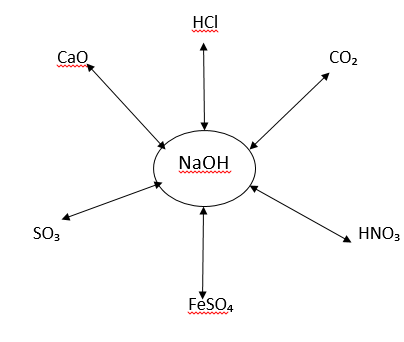 HCl
CaO
CO₂
NaOH
SO₃
HNO₃
FeSO₄